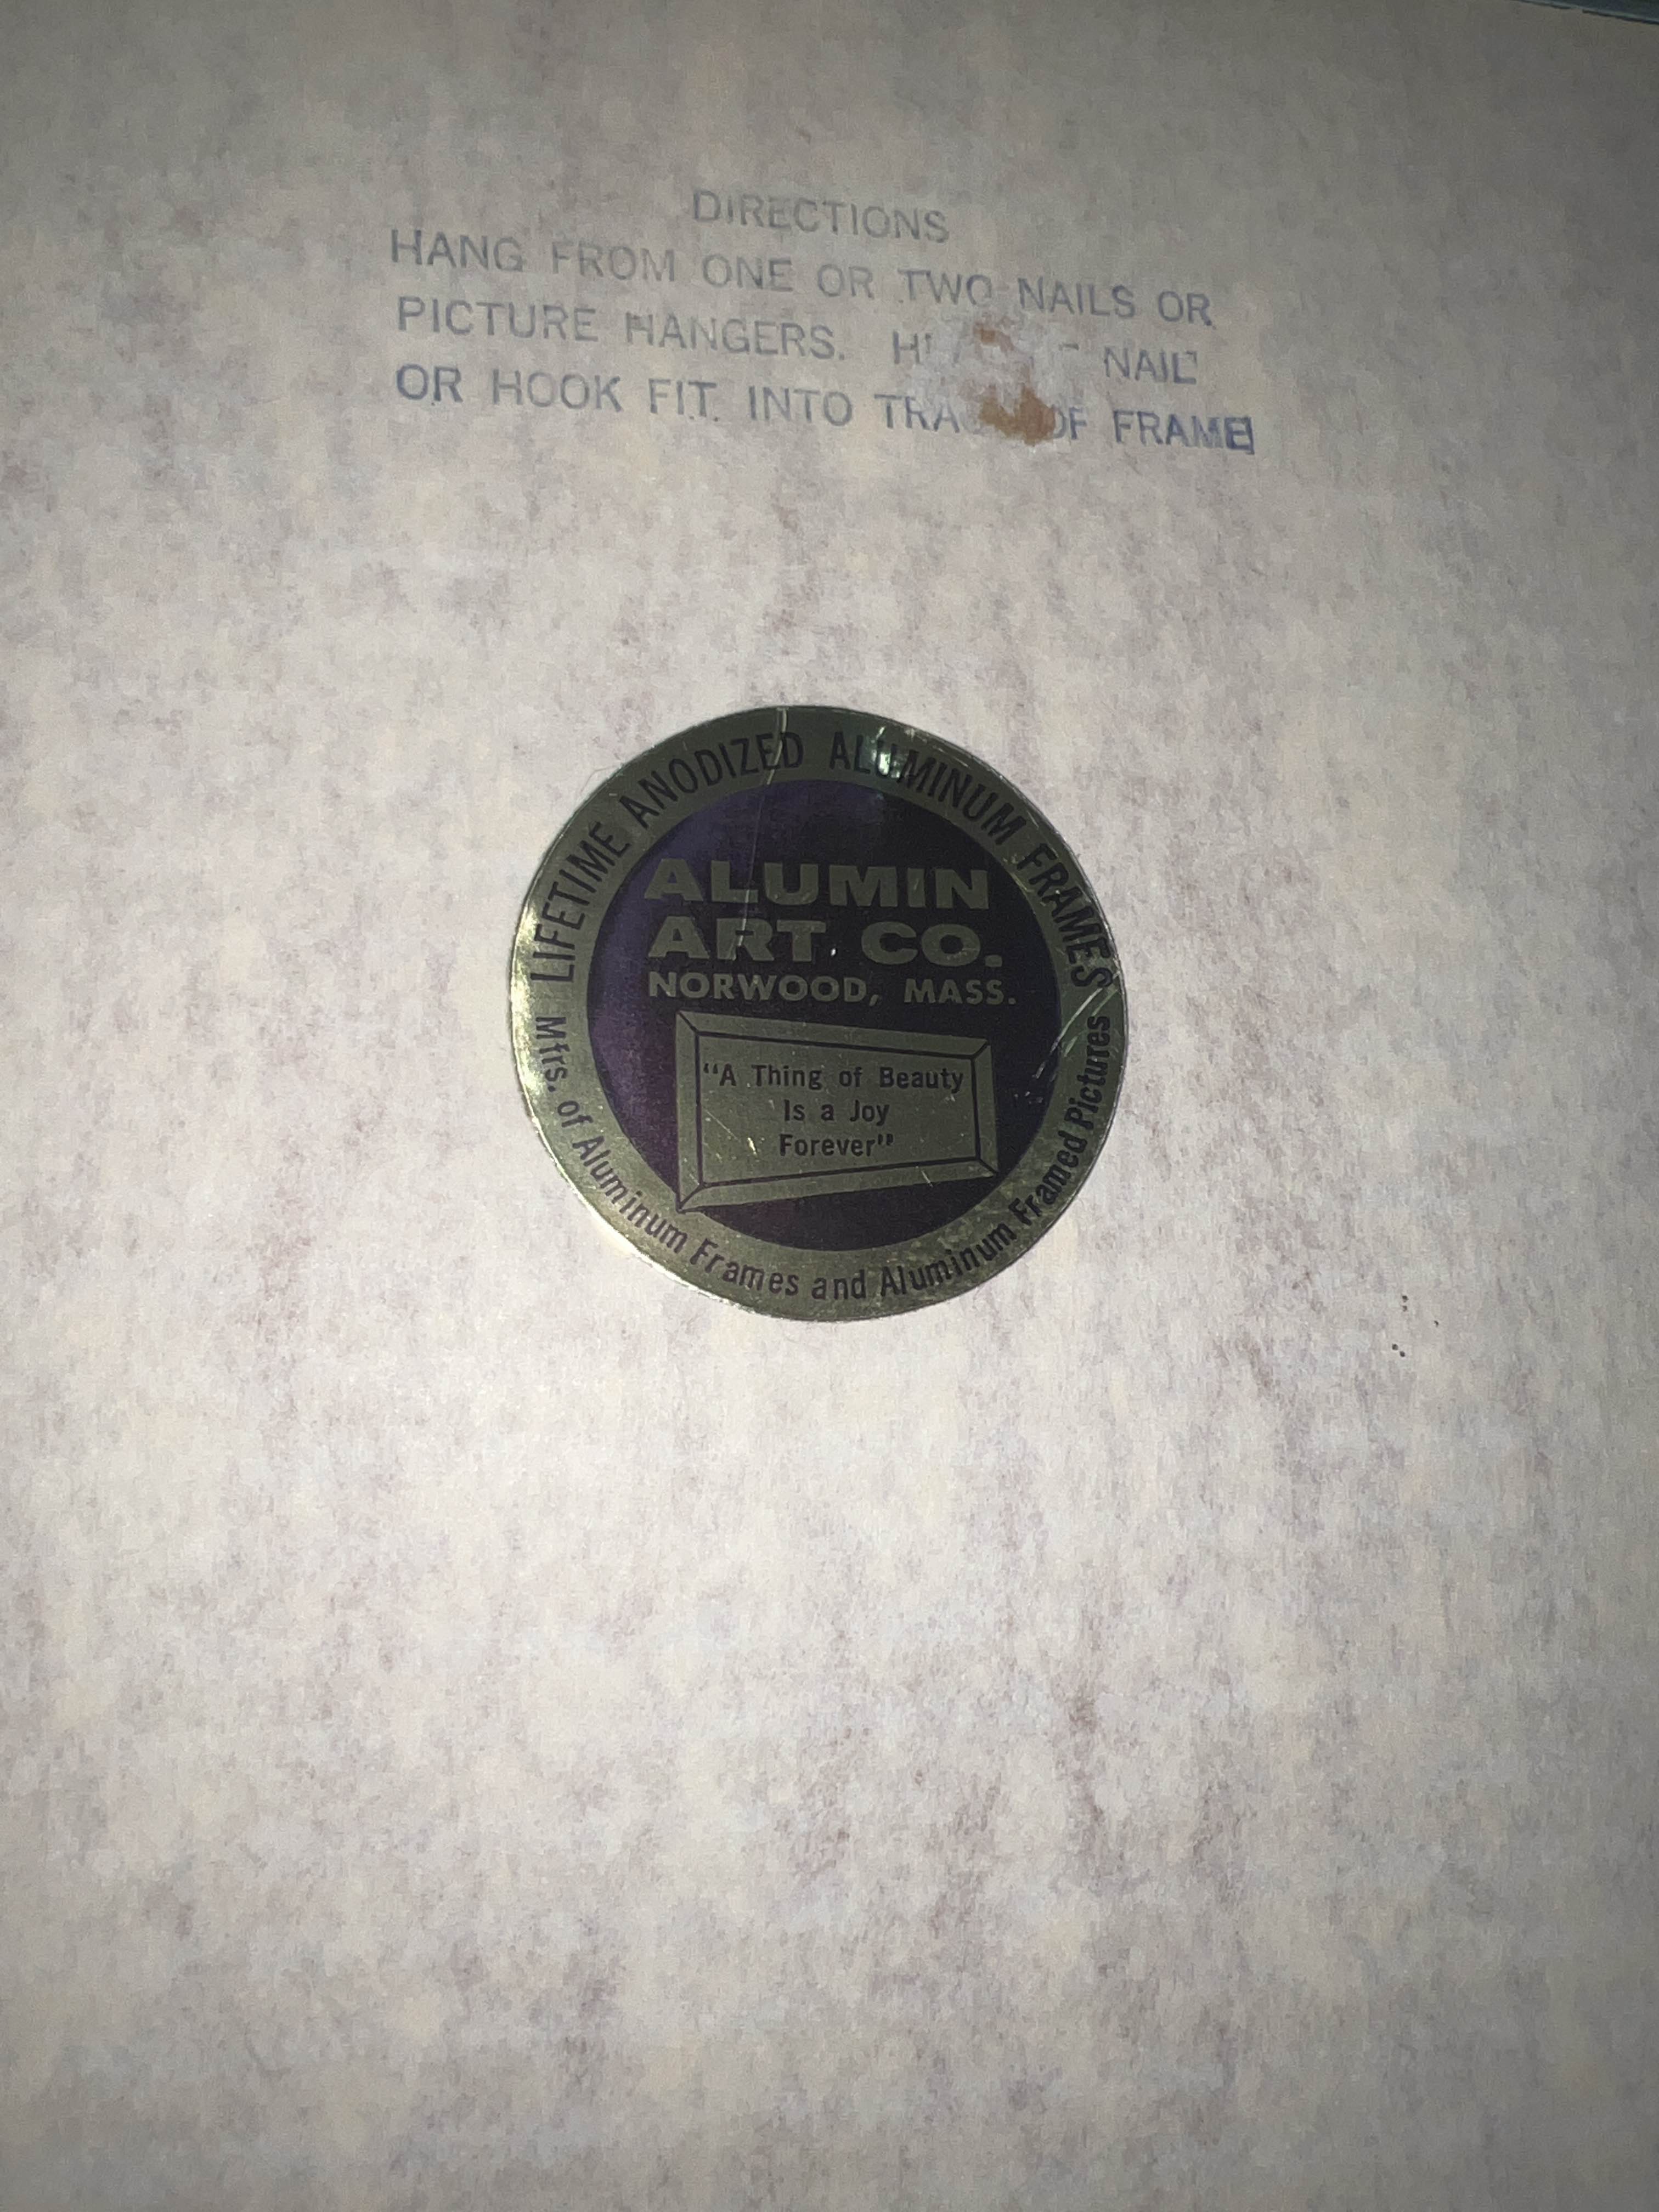 DIRECTIONS
HANG FROM ONE OR TWO NAILS OR
PICTURE HANGERS. NAIL
OR HOOK FIT INTO OF FRAME
LIFETIME ANODIZED ALUMINUM FRAMES
ALUMIN
ART CO.
NORWOOD, MASS.
"A Thing of Beauty
Is a Joy
Forever"
Mfrs. of Aluminum Frames and Aluminum Framed Pictures